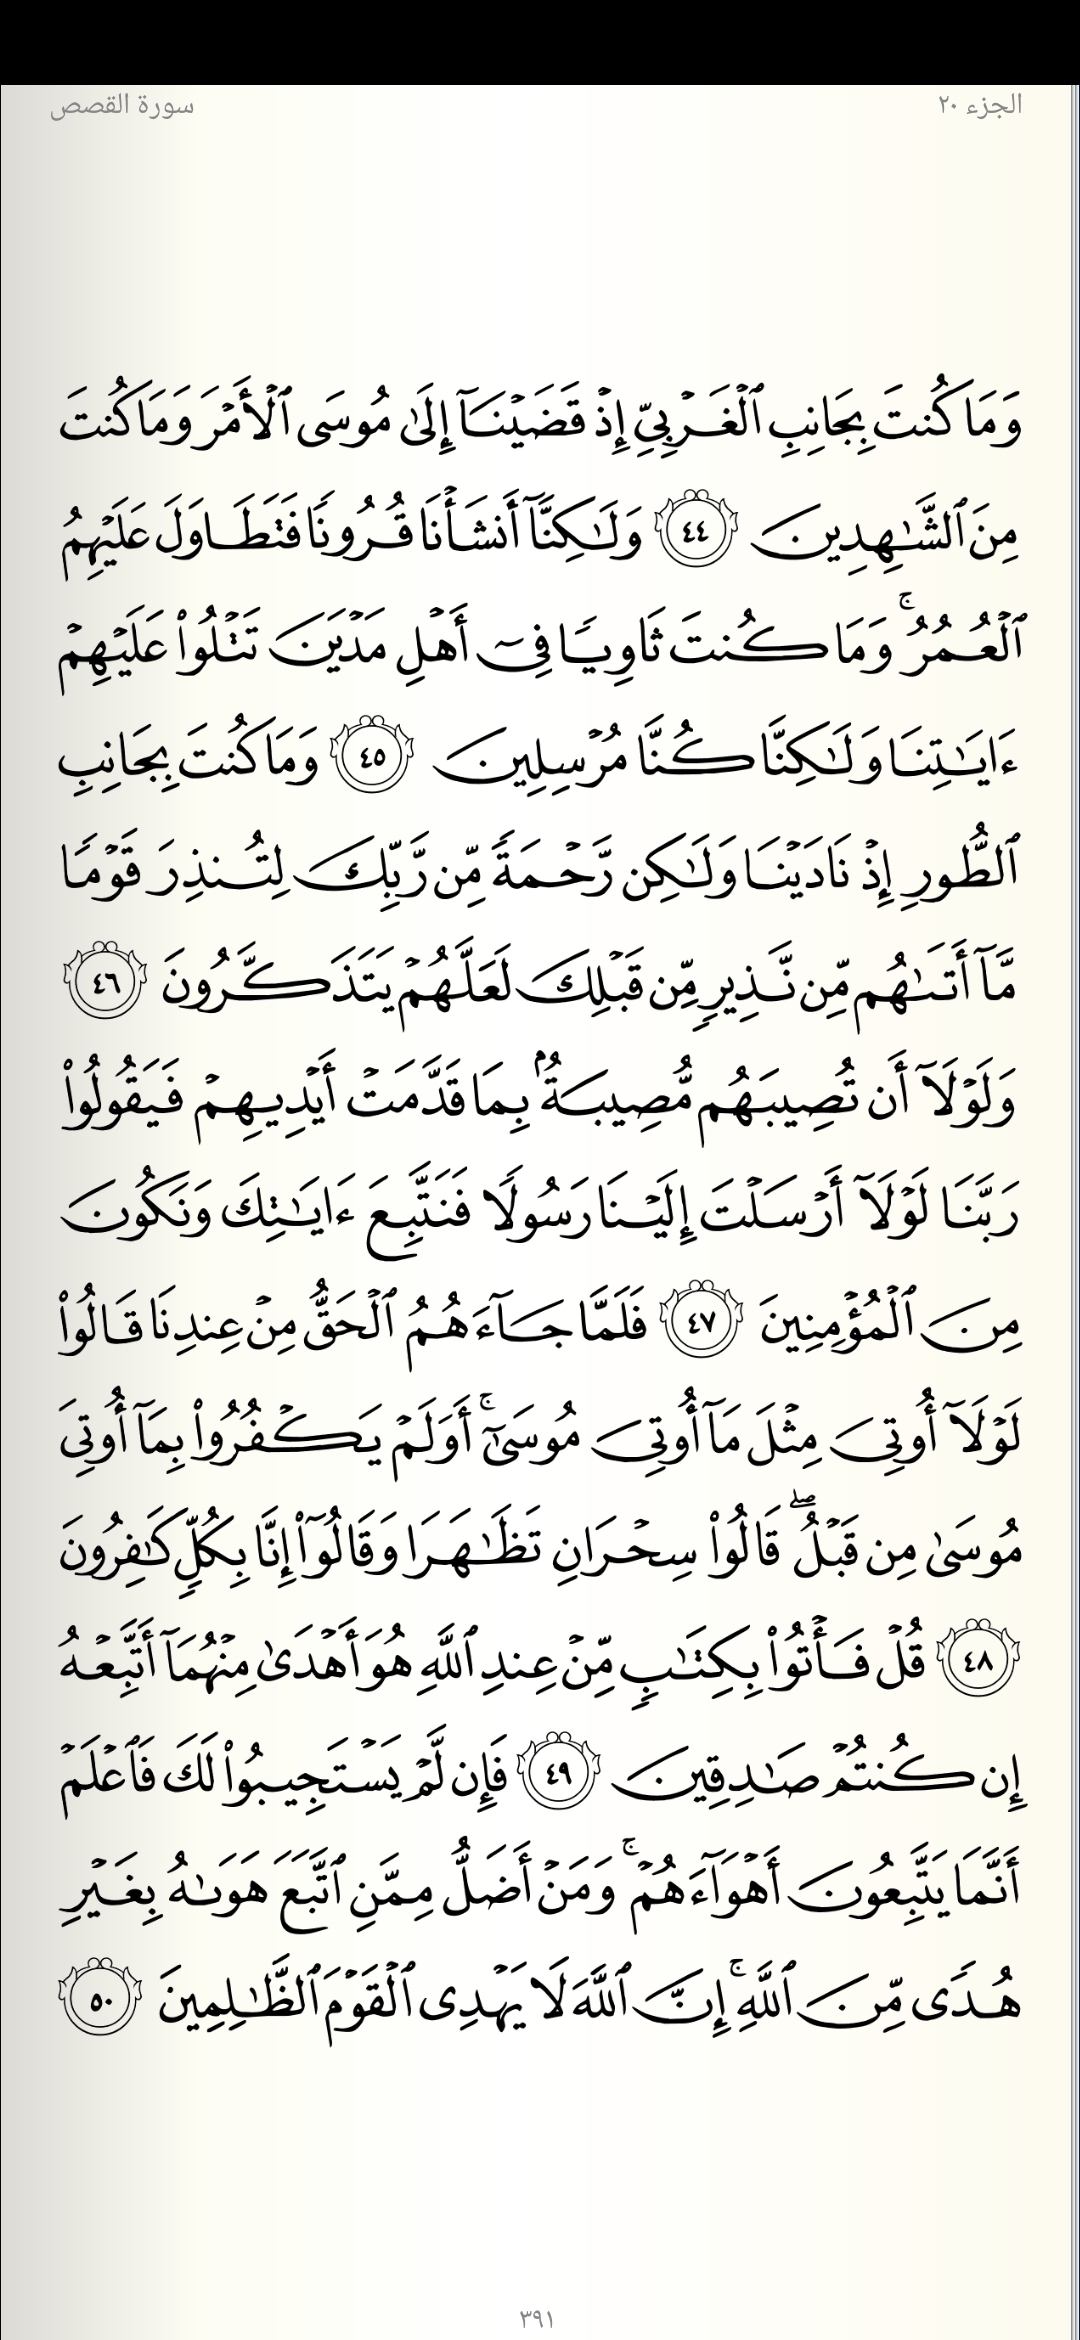 الجزء ٢٠
سورة القصص
وَمَا كُنتَ بِجَانِبِ ٱلْغَرْبِيِّ إِذْ قَضَيْنَآ إِلَىٰ مُوسَى ٱلْأَمْرَ وَمَا كُنتَ
مِنَ ٱلشَّـٰهِدِينَ ٤٤ وَلَـٰكِنَّآ أَنشَأْنَا قُرُونًا فَتَطَاوَلَ عَلَيْهِمُ
ٱلْعُمُرُ ۚ وَمَا كُنتَ ثَاوِيًا فِىٓ أَهْلِ مَدْيَنَ تَتْلُوا۟ عَلَيْهِمْ
ءَايَـٰتِنَا وَلَـٰكِنَّا كُنَّا مُرْسِلِينَ ٤٥ وَمَا كُنتَ بِجَانِبِ
ٱلطُّورِ إِذْ نَادَيْنَا وَلَـٰكِن رَّحْمَةً مِّن رَّبِّكَ لِتُنذِرَ قَوْمًا
مَّآ أَتَىٰهُم مِّن نَّذِيرٍ مِّن قَبْلِكَ لَعَلَّهُمْ يَتَذَكَّرُونَ ٤٦
وَلَوْلَآ أَن تُصِيبَهُم مُّصِيبَةٌۢ بِمَا قَدَّمَتْ أَيْدِيهِمْ فَيَقُولُوا۟
رَبَّنَا لَوْلَآ أَرْسَلْتَ إِلَيْنَا رَسُولًا فَنَتَّبِعَ ءَايَـٰتِكَ وَنَكُونَ
مِنَ ٱلْمُؤْمِنِينَ ٤٧ فَلَمَّا جَآءَهُمُ ٱلْحَقُّ مِنْ عِندِنَا قَالُوا۟
لَوْلَآ أُوتِىَ مِثْلَ مَآ أُوتِىَ مُوسَىٰٓ ۚ أَوَلَمْ يَكْفُرُوا۟ بِمَآ أُوتِىَ
مُوسَىٰ مِن قَبْلُ ۖ قَالُوا۟ سِحْرَانِ تَظَـٰهَرَا وَقَالُوٓا۟ إِنَّا بِكُلٍّ كَـٰفِرُونَ
٤٨ قُلْ فَأْتُوا۟ بِكِتَـٰبٍ مِّنْ عِندِ ٱللَّهِ هُوَ أَهْدَىٰ مِنْهُمَآ أَتَّبِعْهُ
إِن كُنتُمْ صَـٰدِقِينَ ٤٩ فَإِن لَّمْ يَسْتَجِيبُوا۟ لَكَ فَٱعْلَمْ
أَنَّمَا يَتَّبِعُونَ أَهْوَآءَهُمْ ۚ وَمَنْ أَضَلُّ مِمَّنِ ٱتَّبَعَ هَوَىٰهُ بِغَيْرِ
هُدًى مِّنَ ٱللَّهِ ۚ إِنَّ ٱللَّهَ لَا يَهْدِى ٱلْقَوْمَ ٱلظَّـٰلِمِينَ ٥٠
٣٩١